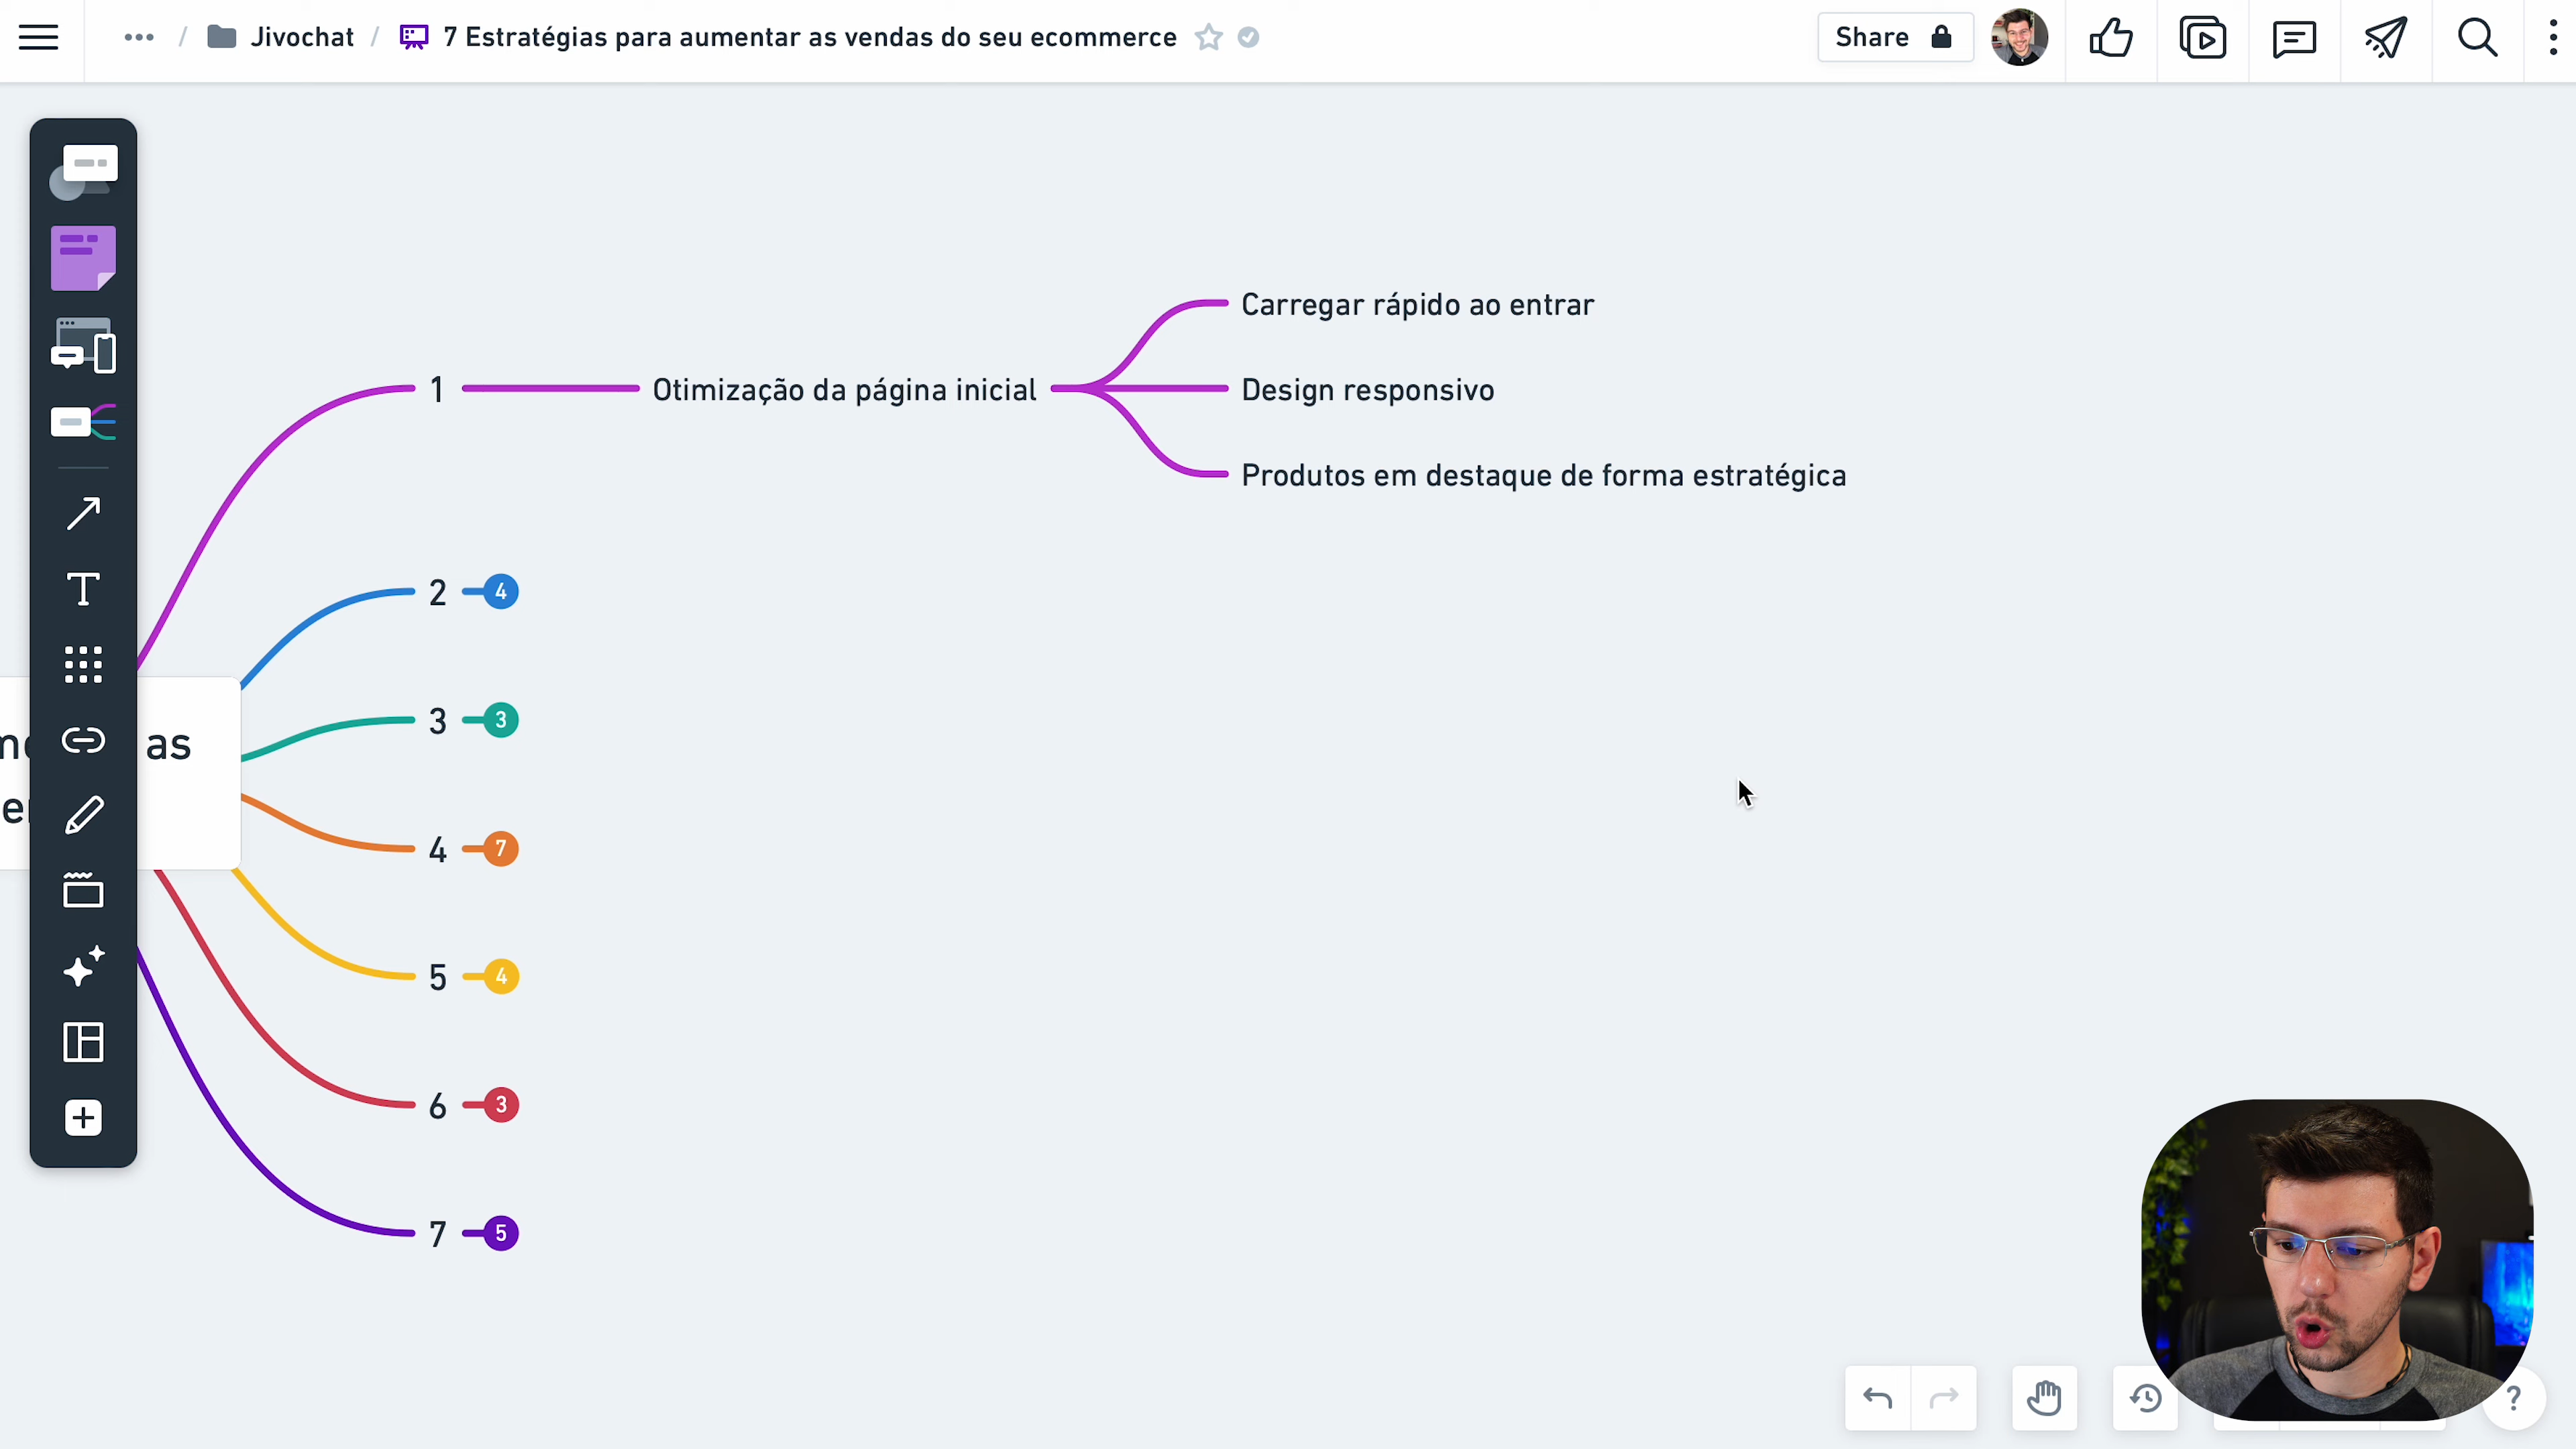 Jivochat / 7 Estratégias para aumentar as vendas do seu ecommerce
Share
Carregar rápido ao entrar
1
Otimização da página inicial
Design responsivo
Produtos em destaque de forma estratégica
2
4
3
3
as
4
7
5
4
6
3
7
5
T
?